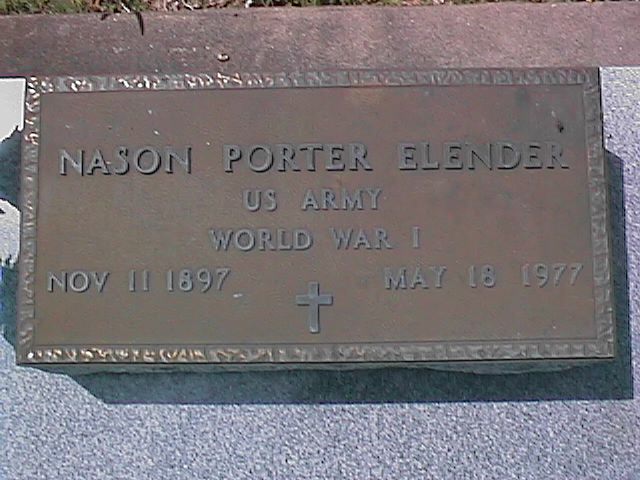 NASON PORTER ELENDER
US ARMY
WORLD WAR I
NOV 11 1897 MAY 18 1977